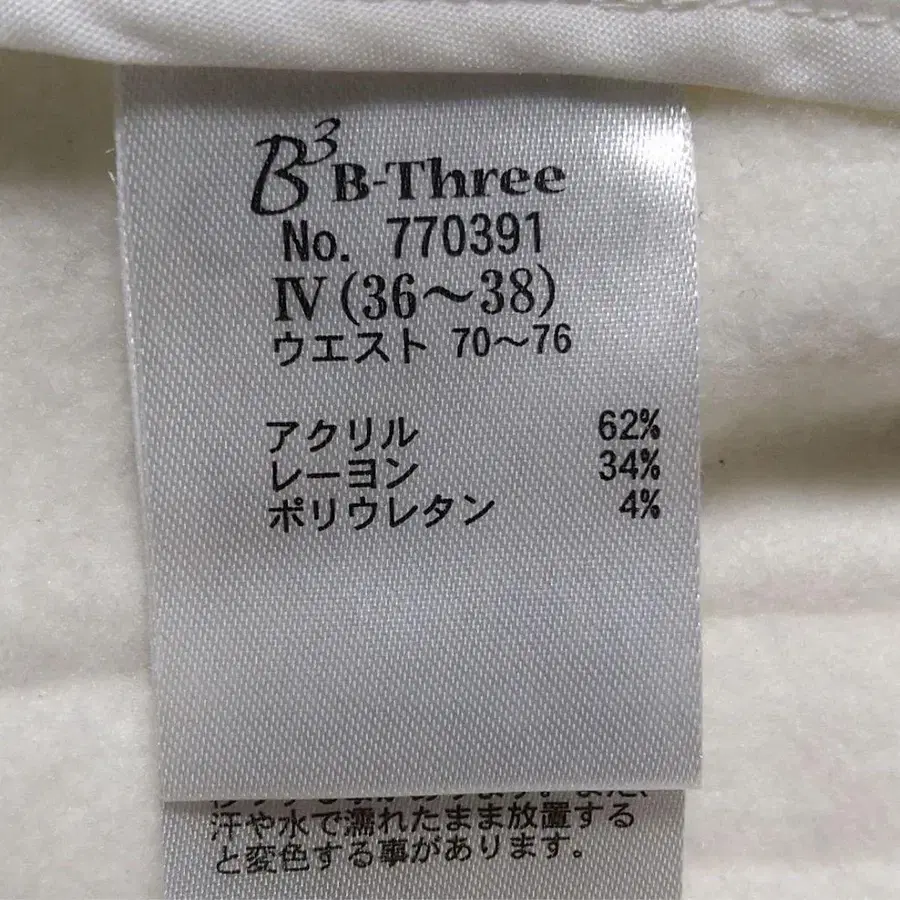 B³ B-Three
No. 770391
Ⅳ(36〜38)
ウエスト 70〜76
アクリル 62%
レーヨン 34%
ポリウレタン 4%
汗や水で濡れたまま放置する
と変色する事があります。